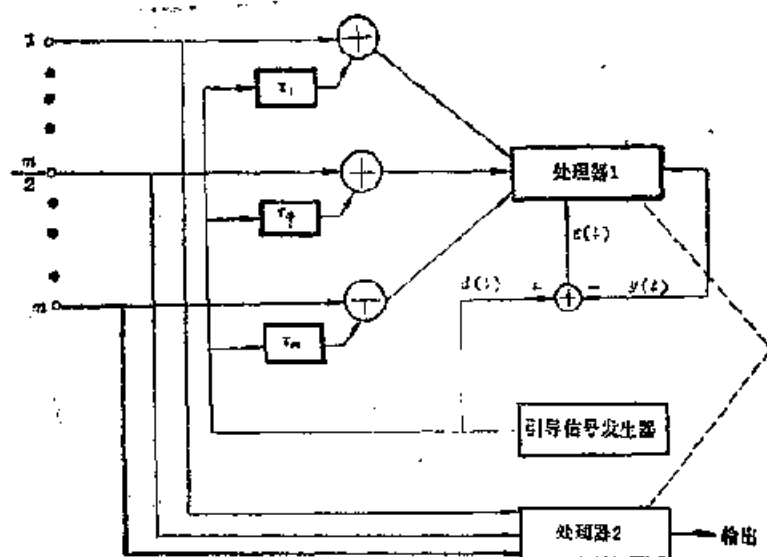 1
τ₁
m/2
处理器1
ε(t)
d(t)
+
−
y(t)
m
τₘ
引导信号发生器
处理器2
输出